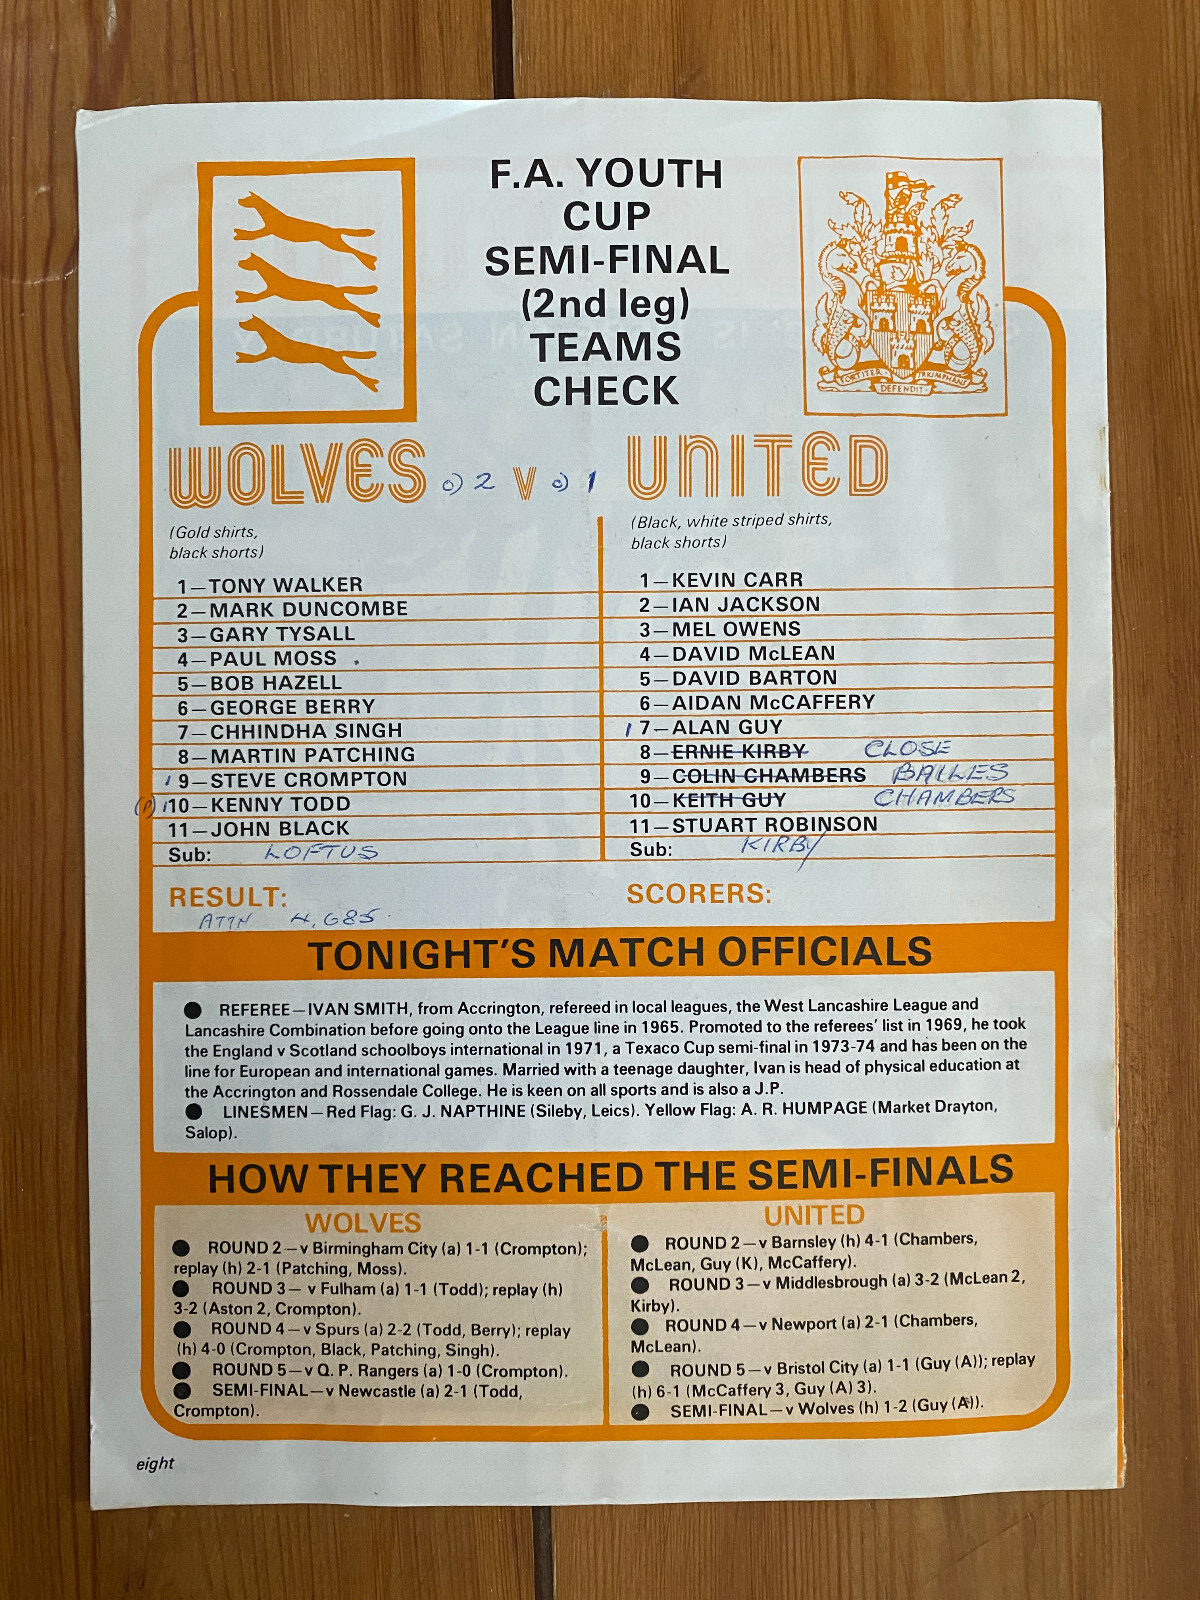 F.A. YOUTH
CUP
SEMI-FINAL
(2nd leg)
TEAMS
CHECK
FORTITER TRIUMPHANS
DEFENDIT
WOLVES 0) 2 v 0) 1 UNITED
(Gold shirts,
black shorts)
(Black, white striped shirts,
black shorts)
1—TONY WALKER
2—MARK DUNCOMBE
3—GARY TYSALL
4—PAUL MOSS
5—BOB HAZELL
6—GEORGE BERRY
7—CHHINDHA SINGH
8—MARTIN PATCHING
1 9—STEVE CROMPTON
(P) 1 10—KENNY TODD
11—JOHN BLACK
Sub: LOFTUS
1—KEVIN CARR
2—IAN JACKSON
3—MEL OWENS
4—DAVID McLEAN
5—DAVID BARTON
6—AIDAN McCAFFERY
1 7—ALAN GUY
8—ERNIE KIRBY CLOSE
9—COLIN CHAMBERS BAILES
10—KEITH GUY CHAMBERS
11—STUART ROBINSON
Sub: KIRBY
RESULT:
ATTN 4,685.
SCORERS:
TONIGHT'S MATCH OFFICIALS
● REFEREE—IVAN SMITH, from Accrington, refereed in local leagues, the West Lancashire League and
Lancashire Combination before going onto the League line in 1965. Promoted to the referees' list in 1969, he took
the England v Scotland schoolboys international in 1971, a Texaco Cup semi-final in 1973-74 and has been on the
line for European and international games. Married with a teenage daughter, Ivan is head of physical education at
the Accrington and Rossendale College. He is keen on all sports and is also a J.P.
● LINESMEN—Red Flag: G. J. NAPTHINE (Sileby, Leics). Yellow Flag: A. R. HUMPAGE (Market Drayton,
Salop).
HOW THEY REACHED THE SEMI-FINALS
WOLVES
● ROUND 2—v Birmingham City (a) 1-1 (Crompton);
replay (h) 2-1 (Patching, Moss).
● ROUND 3—v Fulham (a) 1-1 (Todd); replay (h)
3-2 (Aston 2, Crompton).
● ROUND 4—v Spurs (a) 2-2 (Todd, Berry); replay
(h) 4-0 (Crompton, Black, Patching, Singh).
● ROUND 5—v Q. P. Rangers (a) 1-0 (Crompton).
● SEMI-FINAL—v Newcastle (a) 2-1 (Todd,
Crompton).
UNITED
● ROUND 2—v Barnsley (h) 4-1 (Chambers,
McLean, Guy (K), McCaffery).
● ROUND 3—v Middlesbrough (a) 3-2 (McLean 2,
Kirby).
● ROUND 4—v Newport (a) 2-1 (Chambers,
McLean).
● ROUND 5—v Bristol City (a) 1-1 (Guy (A)); replay
(h) 6-1 (McCaffery 3, Guy (A) 3).
● SEMI-FINAL—v Wolves (h) 1-2 (Guy (A)).
eight